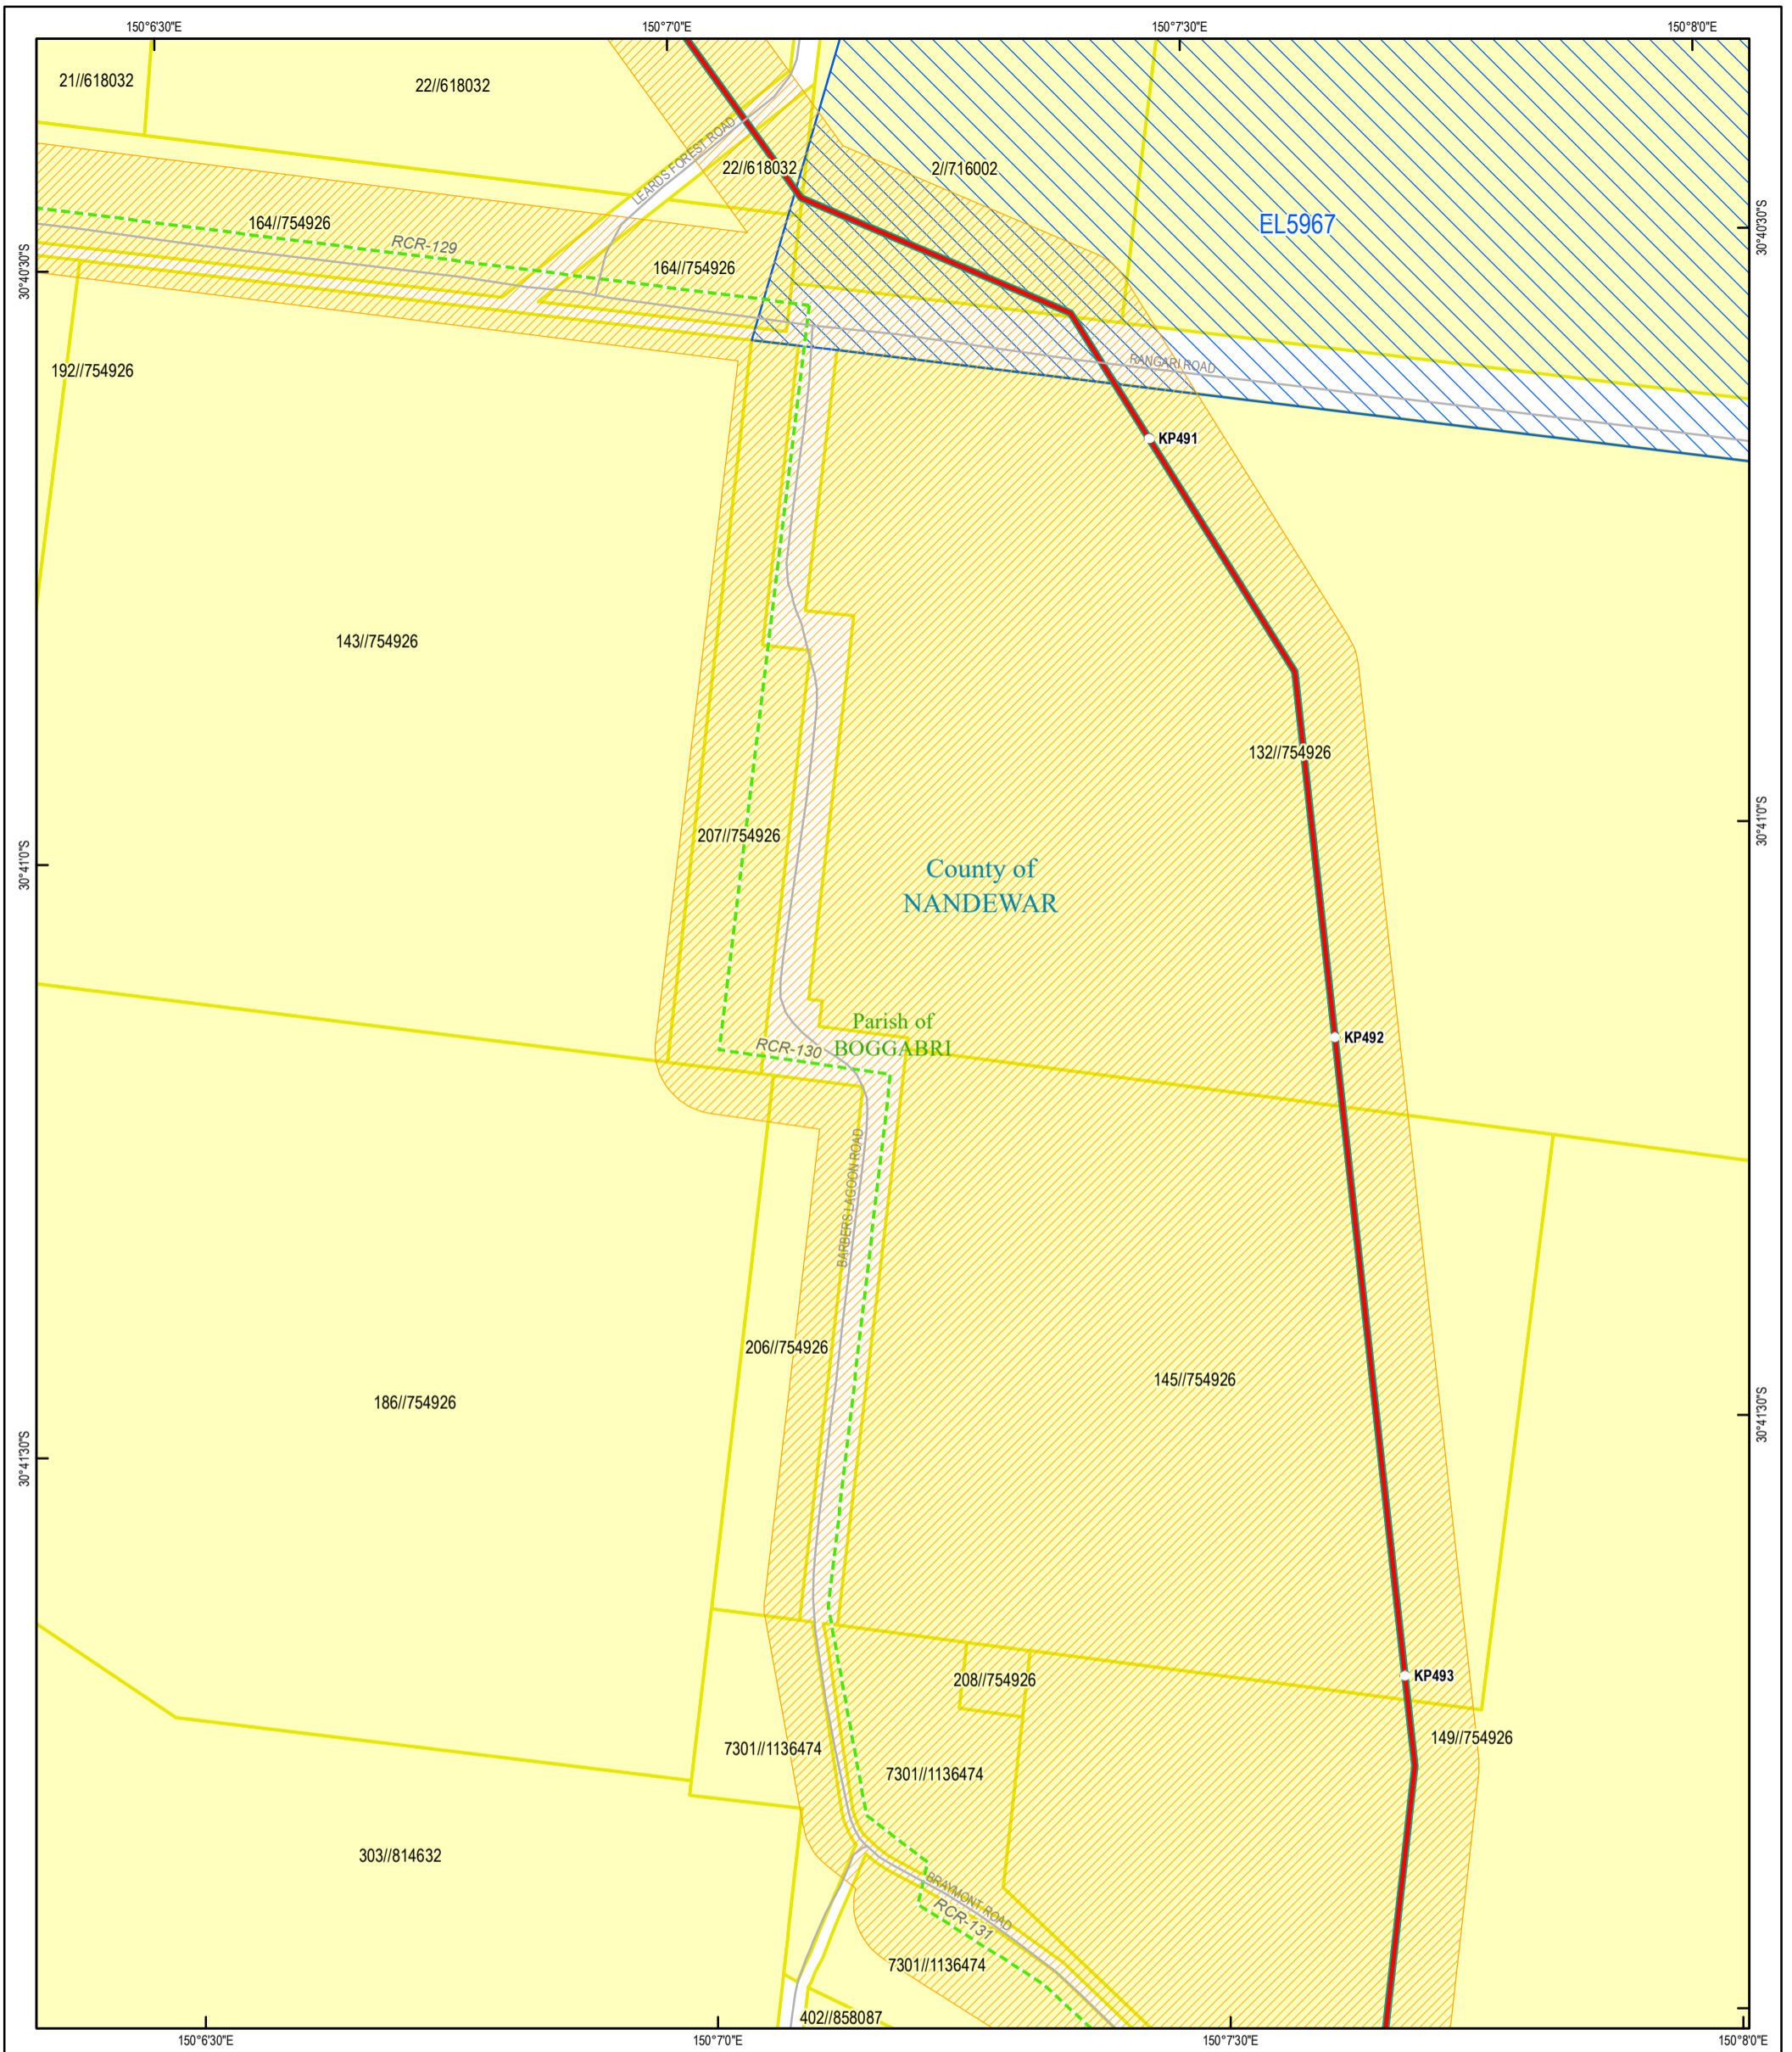 150°6'30"E
150°7'0"E
150°7'30"E
150°8'0"E
21//618032
22//618032
LEARDS FOREST ROAD
22//618032
2//716002
EL5967
164//754926
RCR-129
164//754926
30°40'30"S
30°40'30"S
RANGARI ROAD
192//754926
KP491
143//754926
132//754926
207//754926
30°41'0"S
30°41'0"S
County of
NANDEWAR
Parish of
BOGGABRI
RCR-130
KP492
BARBERS LAGOON ROAD
206//754926
145//754926
186//754926
30°41'30"S
30°41'30"S
208//754926
KP493
149//754926
7301//1136474
7301//1136474
303//814632
BRAYMONT ROAD
RCR-131
7301//1136474
402//858087
150°6'30"E
150°7'0"E
150°7'30"E
150°8'0"E